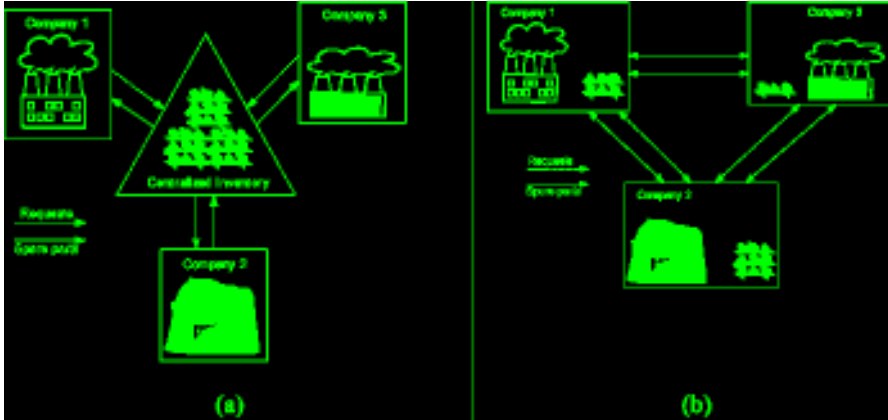 Company 1
Company 3
Centralized Inventory
Requests
Spare parts
Company 2
(a)
Company 1
Company 3
Requests
Spare parts
Company 2
(b)